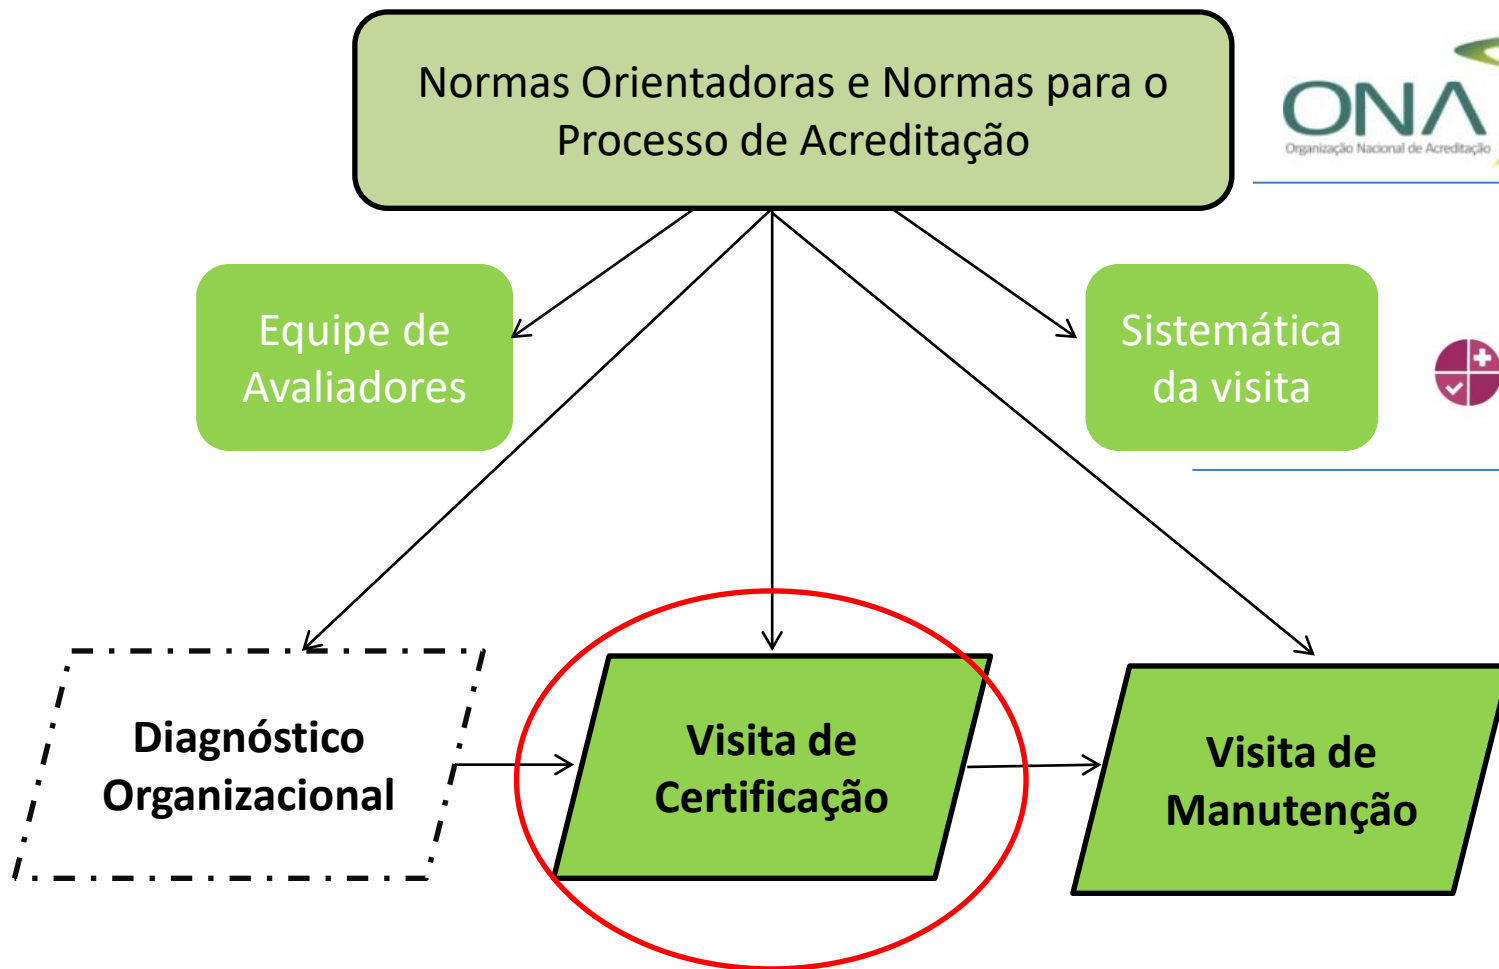 Normas Orientadoras e Normas para o
Processo de Acreditação
ONA
Organização Nacional de Acreditação
Equipe de
Avaliadores
Sistemática
da visita
Diagnóstico
Organizacional
Visita de
Certificação
Visita de
Manutenção